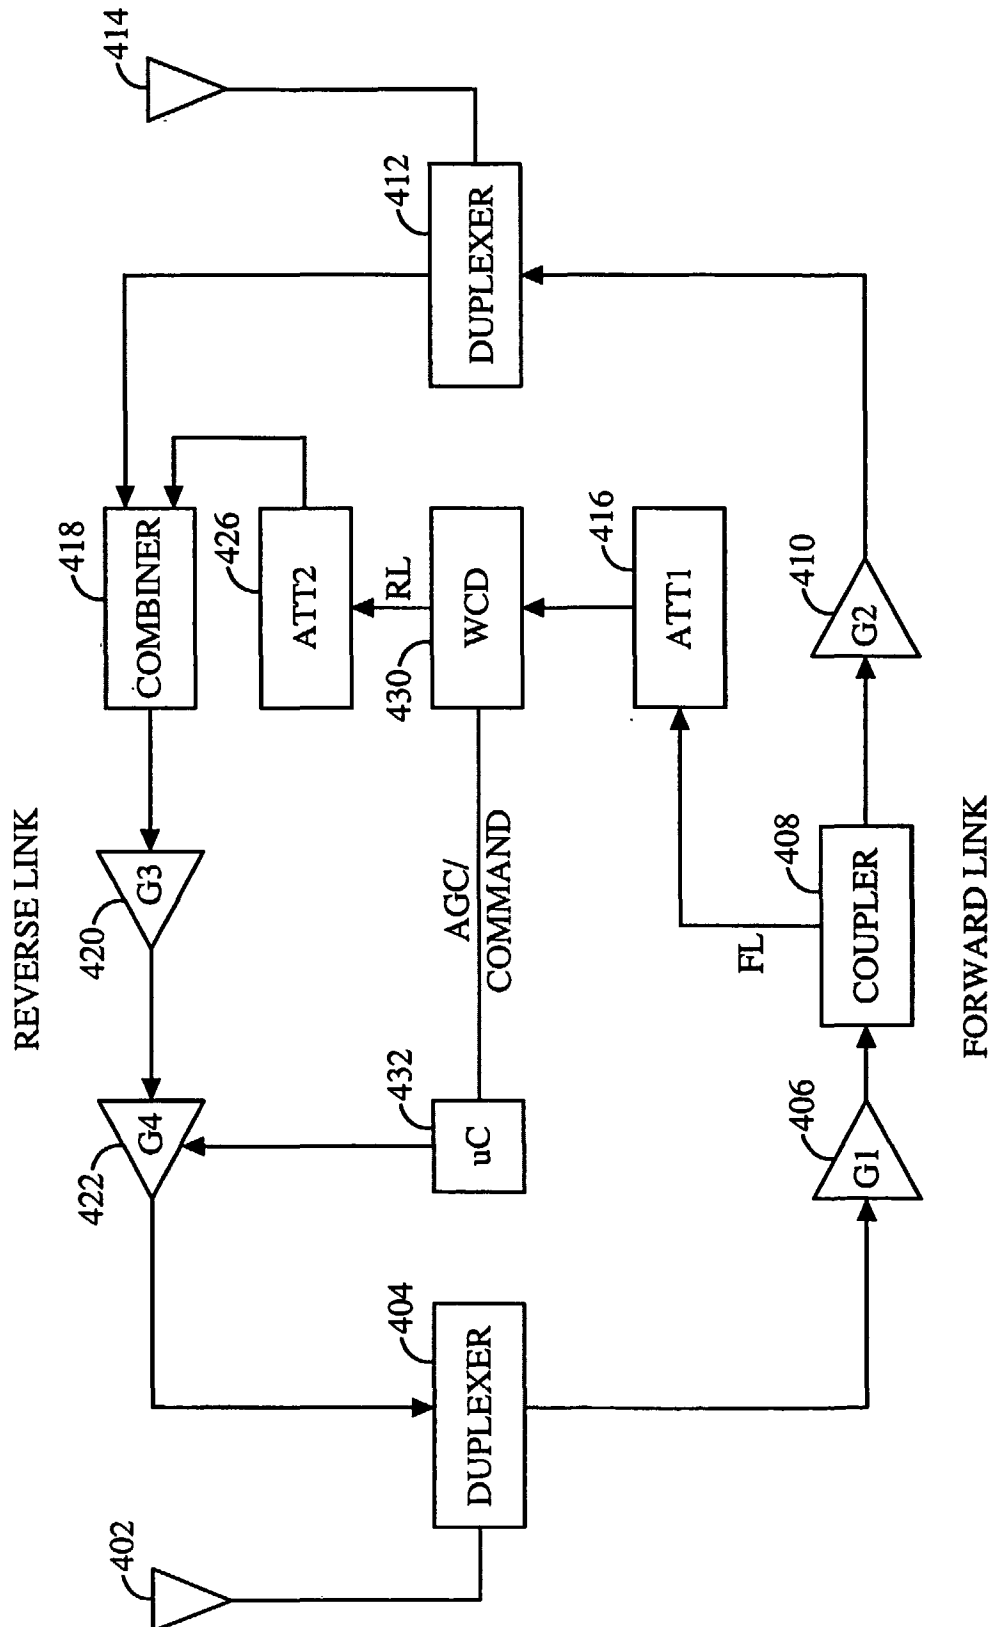 REVERSE LINK
402
DUPLEXER
404
422
G4
420
G3
COMBINER
418
432
uC
AGC/
COMMAND
430
WCD
RL
ATT2
426
ATT1
416
FL
406
G1
COUPLER
408
G2
410
DUPLEXER
412
414
FORWARD LINK